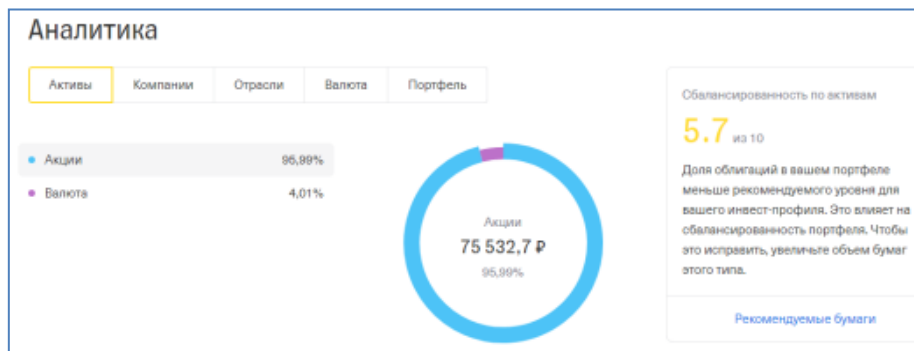 Аналитика
Активы Компании Отрасли Валюта Портфель
Акции 95,99%
Валюта 4,01%
Акции
75 532,7 ₽
95,99%
Сбалансированность по активам
5.7 из 10
Доля облигаций в вашем портфеле
меньше рекомендуемого уровня для
вашего инвест-профиля. Это влияет на
сбалансированность портфеля. Чтобы
это исправить, увеличьте объем бумаг
этого типа.
Рекомендуемые бумаги